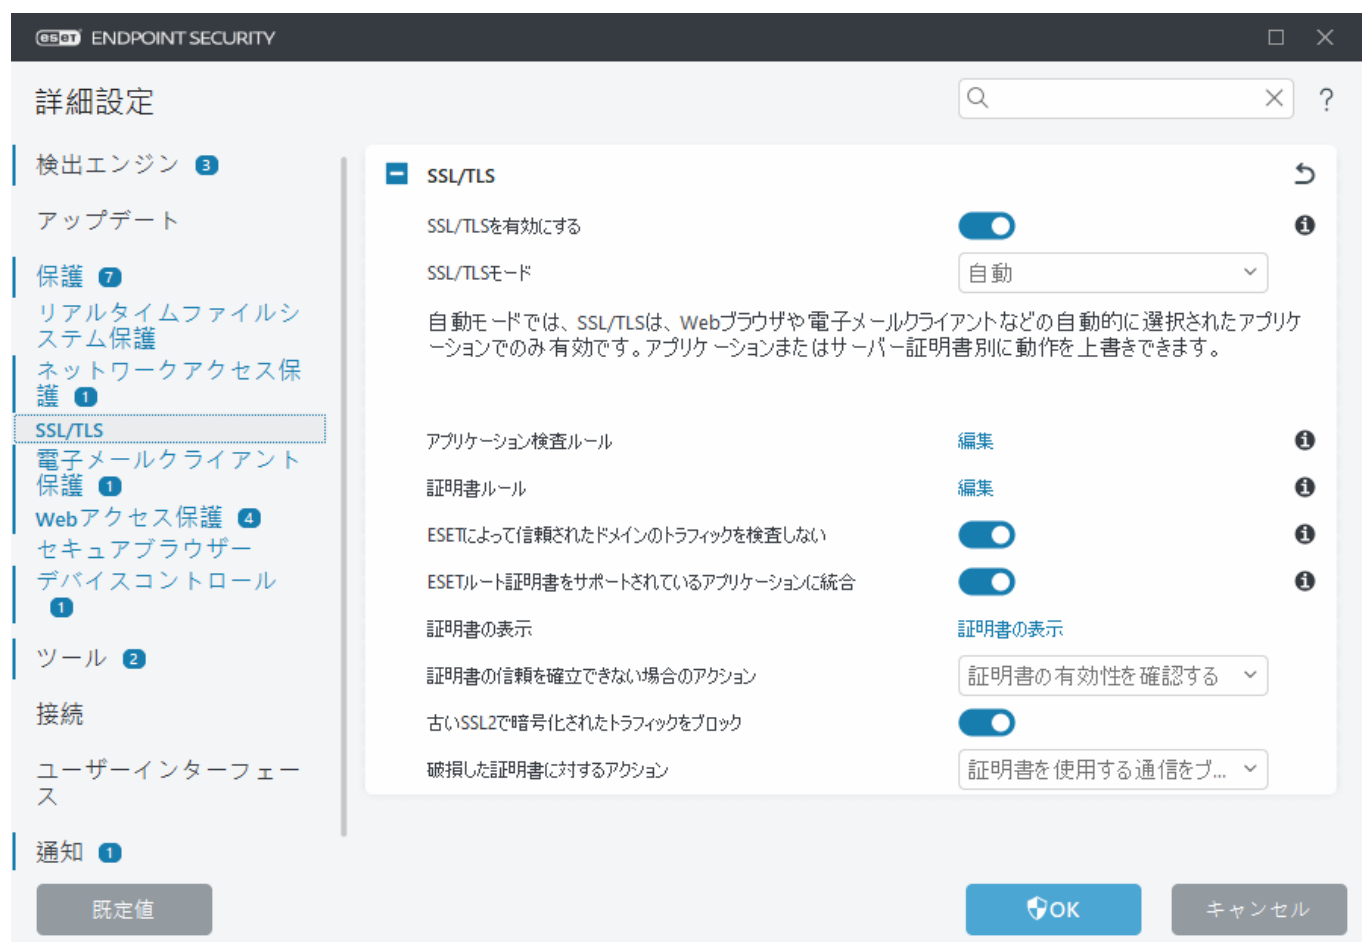 eset ENDPOINT SECURITY
詳細設定
?
検出エンジン 3
アップデート
保護 7
リアルタイムファイルシ
ステム保護
ネットワークアクセス保
護 1
SSL/TLS
電子メールクライアント
保護 1
Webアクセス保護 4
セキュアブラウザー
デバイスコントロール
1
ツール 2
接続
ユーザーインターフェー
ス
通知 1
SSL/TLS
SSL/TLSを有効にする
SSL/TLSモード 自動
自動モードでは、SSL/TLSは、Webブラウザや電子メールクライアントなどの自動的に選択されたアプリケ
ーションでのみ有効です。アプリケーションまたはサーバー証明書別に動作を上書きできます。
アプリケーション検査ルール 編集
証明書ルール 編集
ESETによって信頼されたドメインのトラフィックを検査しない
ESETルート証明書をサポートされているアプリケーションに統合
証明書の表示 証明書の表示
証明書の信頼を確立できない場合のアクション 証明書の有効性を確認する
古いSSL2で暗号化されたトラフィックをブロック
破損した証明書に対するアクション 証明書を使用する通信をブ...
既定値
OK
キャンセル